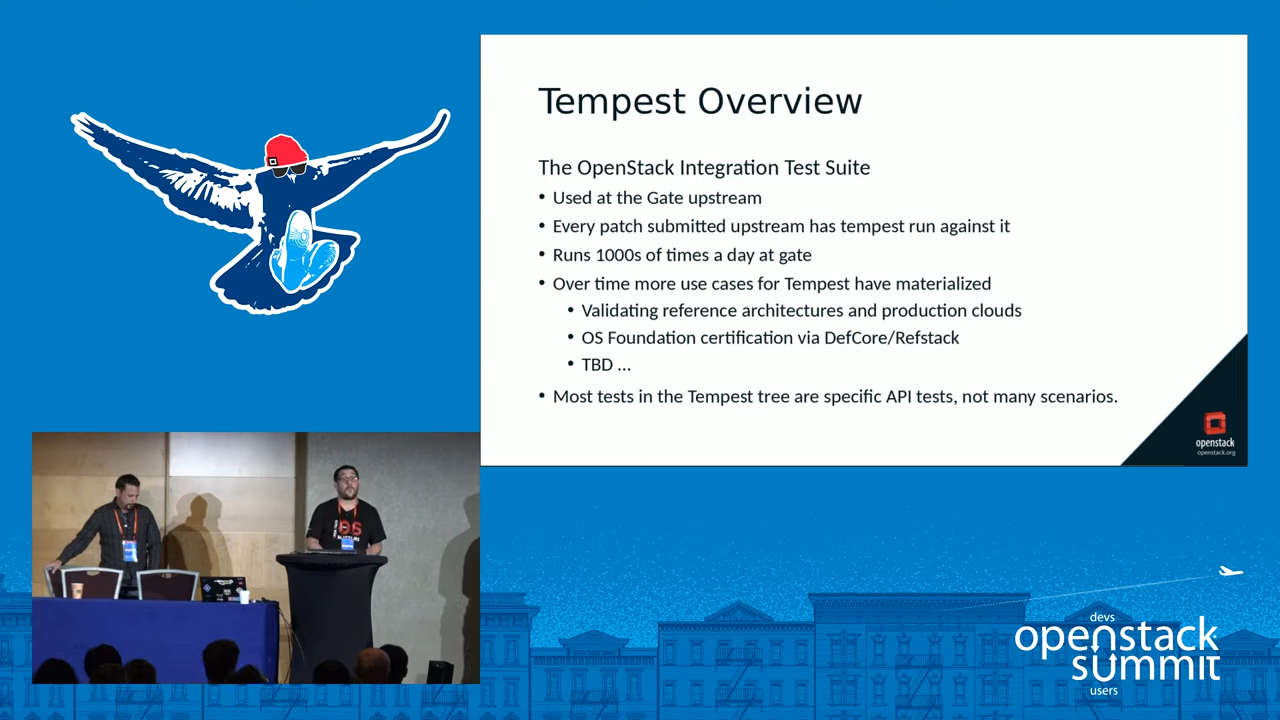 Tempest Overview
The OpenStack Integration Test Suite
• Used at the Gate upstream
• Every patch submitted upstream has tempest run against it
• Runs 1000s of times a day at gate
• Over time more use cases for Tempest have materialized
• Validating reference architectures and production clouds
• OS Foundation certification via DefCore/Refstack
• TBD ...
• Most tests in the Tempest tree are specific API tests, not many scenarios.
openstack
openstack.org
OS
devs
openstack
summit
users